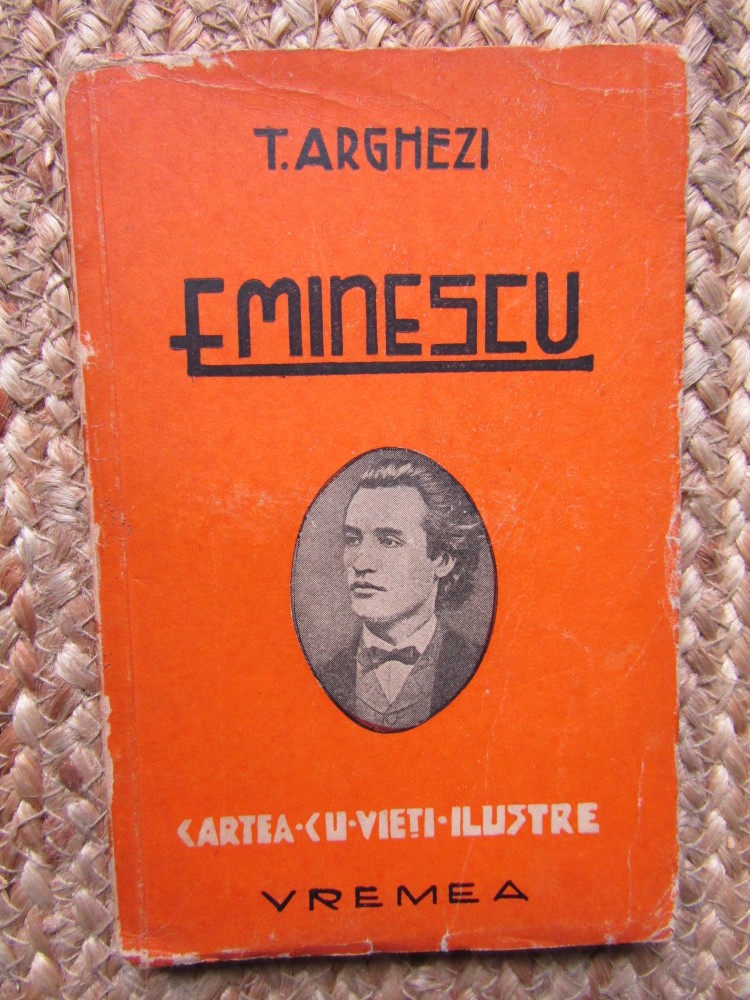 T. ARGHEZI
EMINESCU
CARTEA·CU·VIEȚI·ILUSTRE
VREMEA